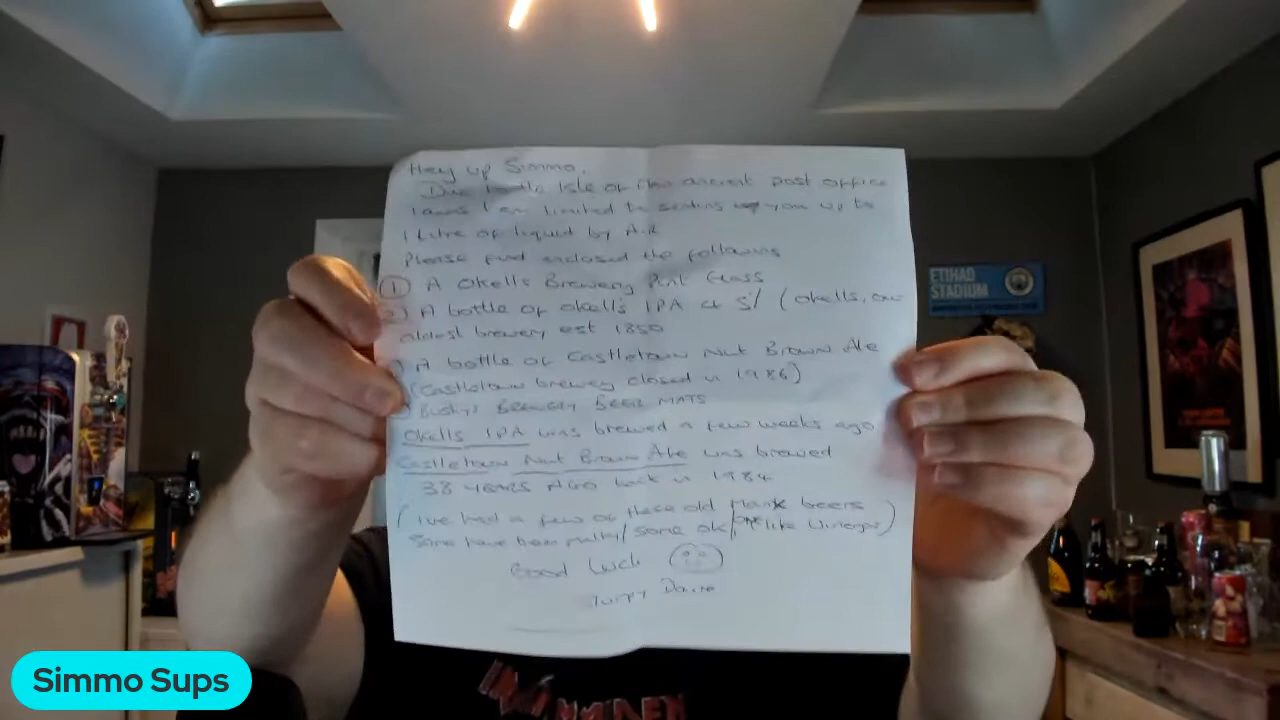 Hey up Simmo,
Due to the Isle of Man ancient post office
laws I am limited to sending you up to
1 Litre of liquid by Air
Please find enclosed the following
1 A Okells Brewery Pint Glass
2) A bottle of Okell's IPA at 5% (Okells, our
oldest brewery est 1850
) A bottle of Castletown Nut Brown Ale
(Castletown brewery closed in 1986)
) Bushys BREWERY BEER MATS
Okells IPA was brewed a few weeks ago
Castletown Nut Brown Ale was brewed
38 YEARS AGO back in 1984
(I've had a few of these old Manx beers
Some have been malty/some ok/one like Vinegar)
Good Luck
ETIHAD
STADIUM
IRON MAIDEN
Simmo Sups